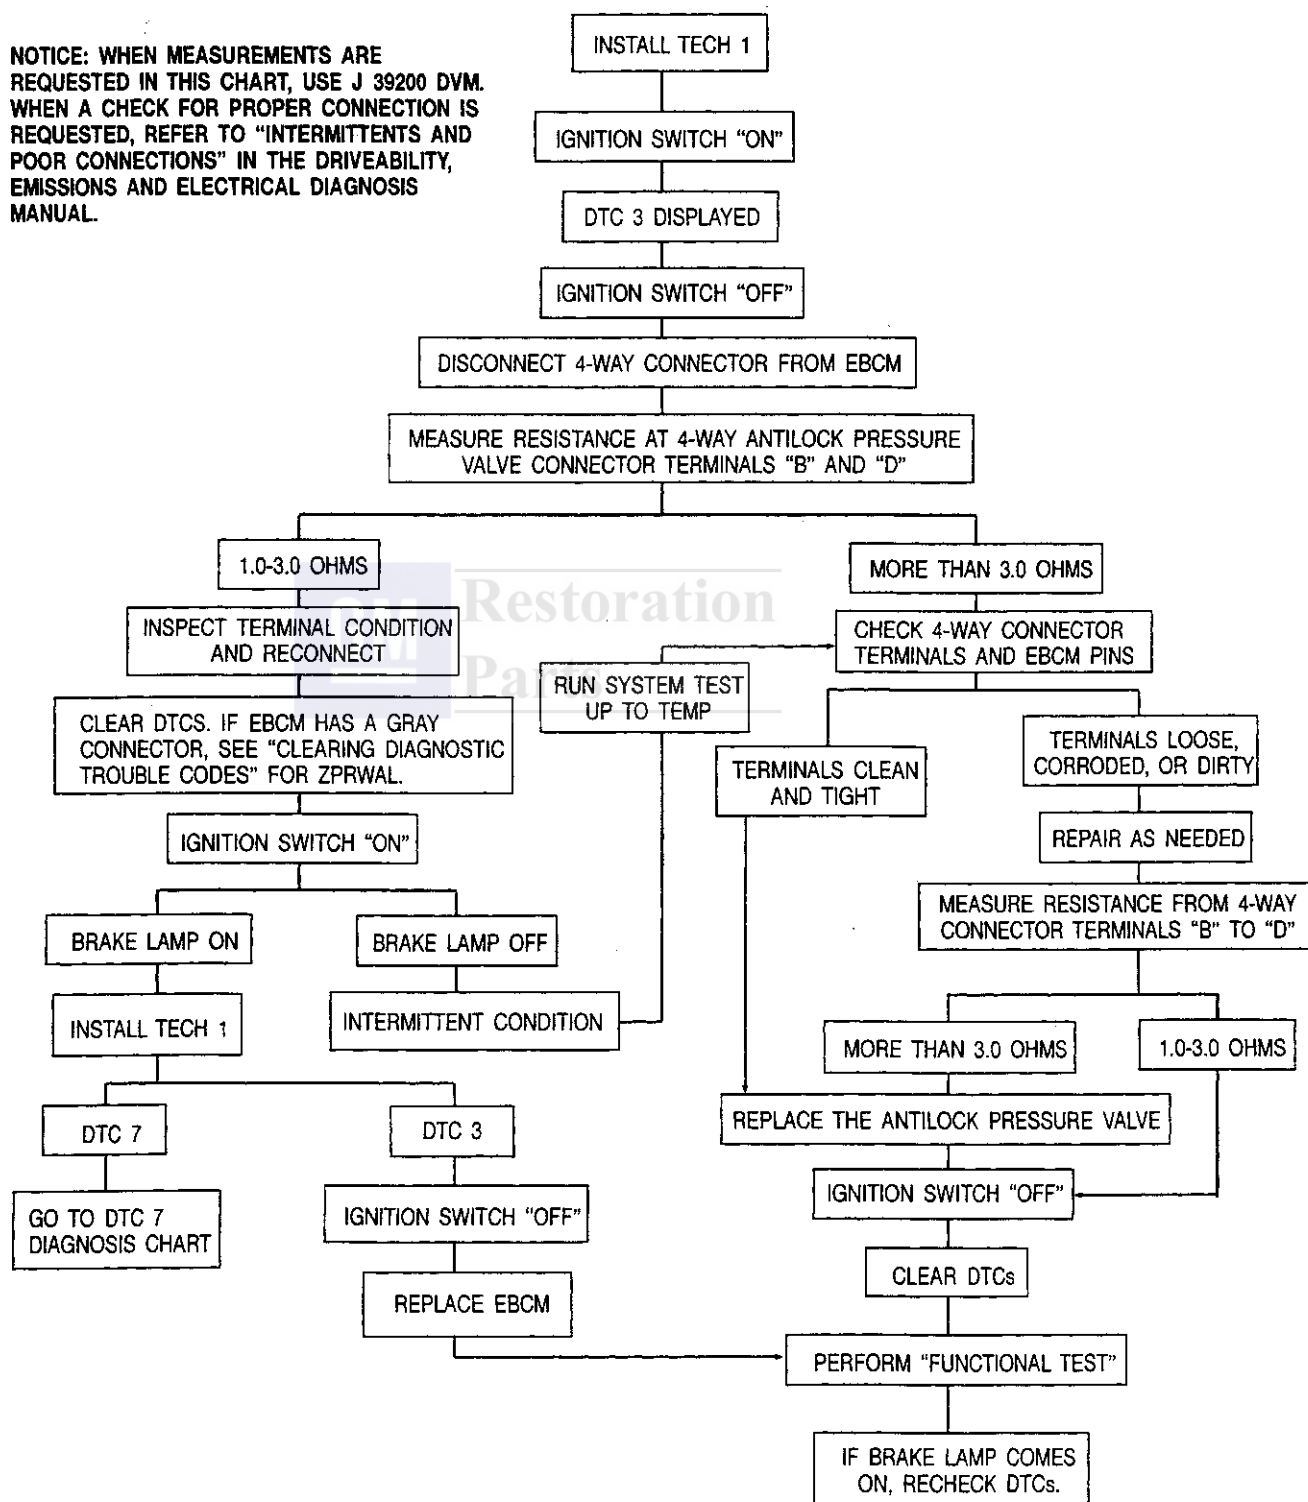 NOTICE: WHEN MEASUREMENTS ARE
REQUESTED IN THIS CHART, USE J 39200 DVM.
WHEN A CHECK FOR PROPER CONNECTION IS
REQUESTED, REFER TO "INTERMITTENTS AND
POOR CONNECTIONS" IN THE DRIVEABILITY,
EMISSIONS AND ELECTRICAL DIAGNOSIS
MANUAL.
INSTALL TECH 1
IGNITION SWITCH "ON"
DTC 3 DISPLAYED
IGNITION SWITCH "OFF"
DISCONNECT 4-WAY CONNECTOR FROM EBCM
MEASURE RESISTANCE AT 4-WAY ANTILOCK PRESSURE
VALVE CONNECTOR TERMINALS "B" AND "D"
1.0-3.0 OHMS
INSPECT TERMINAL CONDITION
AND RECONNECT
CLEAR DTCS. IF EBCM HAS A GRAY
CONNECTOR, SEE "CLEARING DIAGNOSTIC
TROUBLE CODES" FOR ZPRWAL.
IGNITION SWITCH "ON"
BRAKE LAMP ON
INSTALL TECH 1
DTC 7
GO TO DTC 7
DIAGNOSIS CHART
DTC 3
IGNITION SWITCH "OFF"
REPLACE EBCM
BRAKE LAMP OFF
INTERMITTENT CONDITION
RUN SYSTEM TEST
UP TO TEMP
MORE THAN 3.0 OHMS
CHECK 4-WAY CONNECTOR
TERMINALS AND EBCM PINS
TERMINALS CLEAN
AND TIGHT
TERMINALS LOOSE,
CORRODED, OR DIRTY
REPAIR AS NEEDED
MEASURE RESISTANCE FROM 4-WAY
CONNECTOR TERMINALS "B" TO "D"
MORE THAN 3.0 OHMS
1.0-3.0 OHMS
REPLACE THE ANTILOCK PRESSURE VALVE
IGNITION SWITCH "OFF"
CLEAR DTCs
PERFORM "FUNCTIONAL TEST"
IF BRAKE LAMP COMES
ON, RECHECK DTCs.
GM
Restoration
Parts